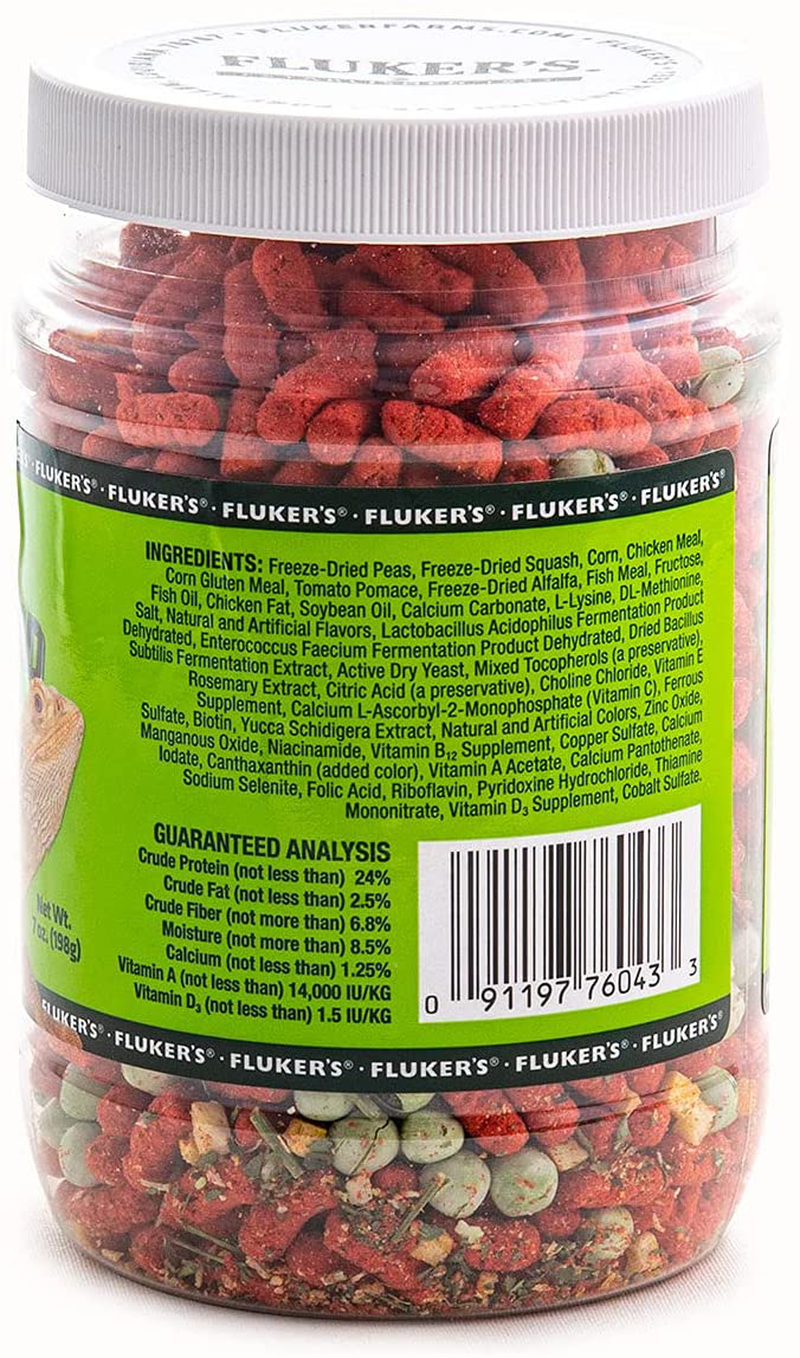 FLUKERFARMS.COM · FLUKER'S
FLUKER'S
· FLUKER'S® · FLUKER'S® · FLUKER'S® · FLUKER'S® · FLUKER'S® · FLUKER'S®
INGREDIENTS: Freeze-Dried Peas, Freeze-Dried Squash, Corn, Chicken Meal,
Corn Gluten Meal, Tomato Pomace, Freeze-Dried Alfalfa, Fish Meal, Fructose,
Fish Oil, Chicken Fat, Soybean Oil, Calcium Carbonate, L-Lysine, DL-Methionine,
Salt, Natural and Artificial Flavors, Lactobacillus Acidophilus Fermentation Product
Dehydrated, Enterococcus Faecium Fermentation Product Dehydrated, Dried Bacillus
Subtilis Fermentation Extract, Active Dry Yeast, Mixed Tocopherols (a preservative),
Rosemary Extract, Citric Acid (a preservative), Choline Chloride, Vitamin E
Supplement, Calcium L-Ascorbyl-2-Monophosphate (Vitamin C), Ferrous
Sulfate, Biotin, Yucca Schidigera Extract, Natural and Artificial Colors, Zinc Oxide,
Manganous Oxide, Niacinamide, Vitamin B12 Supplement, Copper Sulfate, Calcium
Iodate, Canthaxanthin (added color), Vitamin A Acetate, Calcium Pantothenate,
Sodium Selenite, Folic Acid, Riboflavin, Pyridoxine Hydrochloride, Thiamine
Mononitrate, Vitamin D3 Supplement, Cobalt Sulfate.
GUARANTEED ANALYSIS
Crude Protein (not less than) 24%
Crude Fat (not less than) 2.5%
Crude Fiber (not more than) 6.8%
Moisture (not more than) 8.5%
Calcium (not less than) 1.25%
Vitamin A (not less than) 14,000 IU/KG
Vitamin D3 (not less than) 1.5 IU/KG
Net Wt.
7 oz. (198g)
0 91197 76043 3
FLUKER'S® · FLUKER'S® · FLUKER'S® · FLUKER'S® · FLUKER'S® · FLUKER'S®